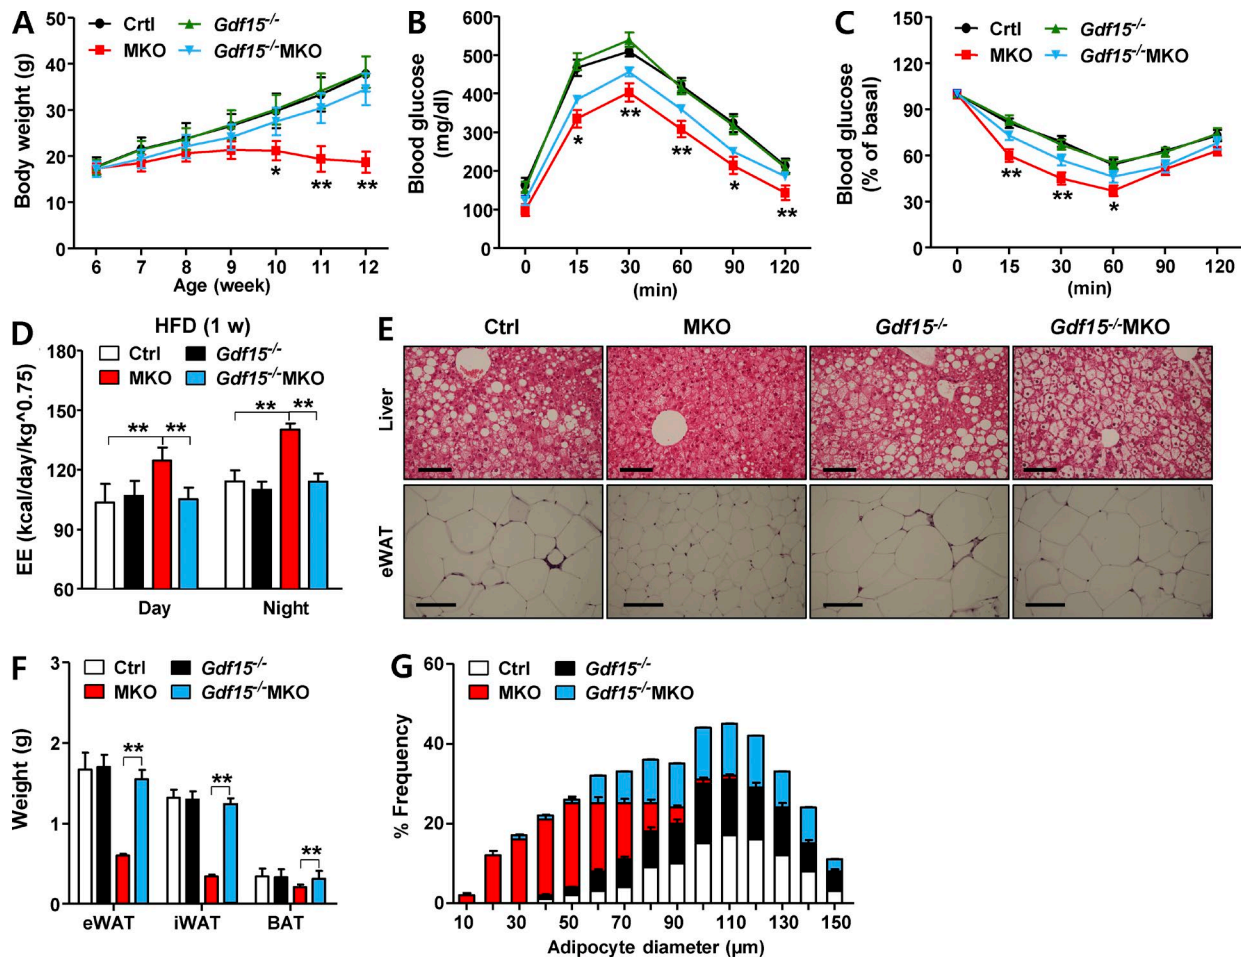 A
Crtl
Gdf15-/-
MKO
Gdf15-/-MKO
Body weight (g)
50
40
30
20
10
0
*
**
**
6 7 8 9 10 11 12
Age (week)
B
Blood glucose
(mg/dl)
600
500
400
300
200
100
0
*
**
**
*
**
0 15 30 60 90 120
(min)
C
Crtl
Gdf15-/-
MKO
Gdf15-/-MKO
Blood glucose
(% of basal)
150
120
90
60
30
0
**
**
*
0 15 30 60 90 120
(min)
D
HFD (1 w)
Ctrl
Gdf15-/-
MKO
Gdf15-/-MKO
EE (kcal/day/kg^0.75)
180
150
120
90
60
** **
** **
Day Night
E
Ctrl MKO Gdf15-/- Gdf15-/-MKO
Liver
eWAT
F
Ctrl
Gdf15-/-
MKO
Gdf15-/-MKO
Weight (g)
3
2
1
0
**
**
**
eWAT iWAT BAT
G
Ctrl
Gdf15-/-
MKO
Gdf15-/-MKO
% Frequency
60
40
20
0
10 30 50 70 90 110 130 150
Adipocyte diameter (µm)